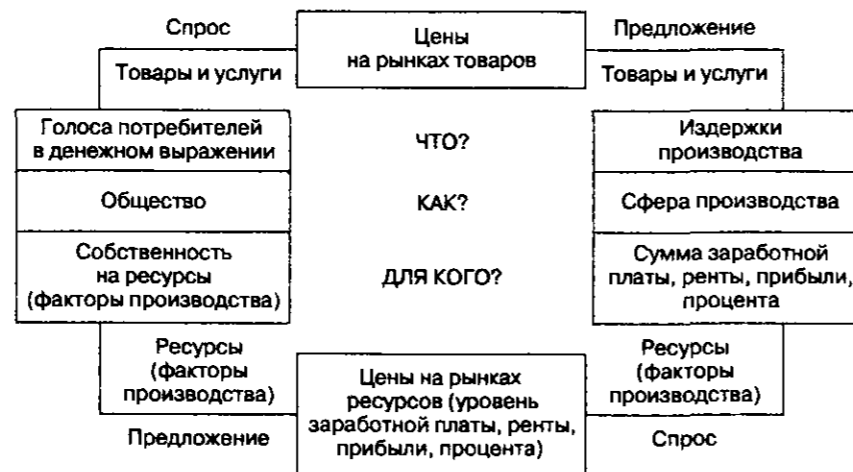 Спрос
Цены
на рынках товаров
Предложение
Товары и услуги
Товары и услуги
Голоса потребителей
в денежном выражении
ЧТО?
Издержки
производства
Общество
КАК?
Сфера производства
Собственность
на ресурсы
(факторы производства)
ДЛЯ КОГО?
Сумма заработной
платы, ренты, прибыли,
процента
Ресурсы
(факторы
производства)
Цены на рынках
ресурсов (уровень
заработной платы, ренты,
прибыли, процента)
Ресурсы
(факторы
производства)
Предложение
Спрос